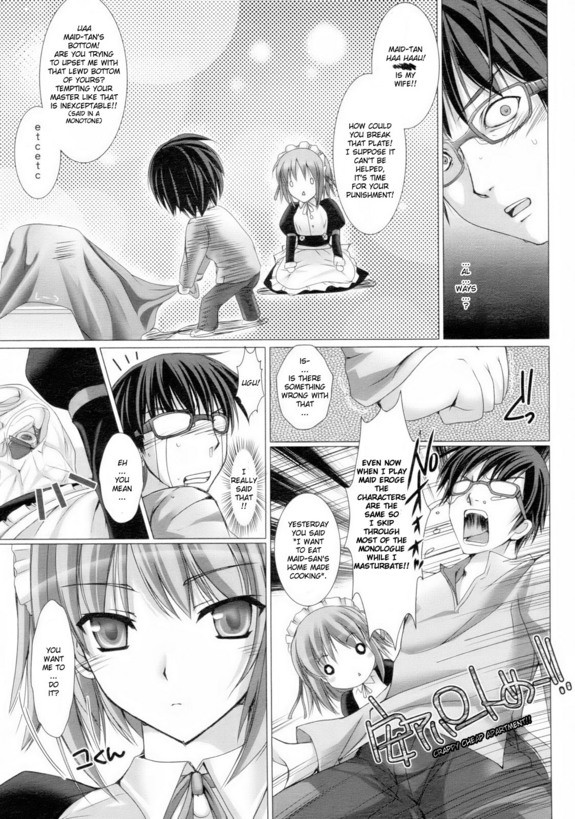 ...
AL
...
WAYS
...
?
MAID-TAN
HAA HAAU!
IS MY
WIFE!!
HOW COULD
YOU BREAK
THAT PLATE!
I SUPPOSE IT
CAN'T BE
HELPED,
IT'S TIME
FOR YOUR
PUNISHMENT!
UAA
MAID-TAN'S
BOTTOM!
ARE YOU TRYING
TO UPSET ME WITH
THAT LEWD BOTTOM
OF YOURS?
TEMPTING YOUR
MASTER LIKE THAT
IS INEXCEPTABLE!!
(SAID IN A
MONOTONE)
etcetc
IS-
...
IS THERE
SOMETHING
WRONG WITH
THAT
...
NO
EVEN NOW
WHEN I PLAY
MAID EROGE
THE
CHARACTERS
ARE THE
SAME SO
I SKIP
THROUGH
MOST OF THE
MONOLOGUE
WHILE I
MASTURBATE!!
YESTERDAY
YOU SAID
"I WANT
TO EAT
MAID-SAN'S
HOME MADE
COOKING".
CRAPPY CHEAP APARTMENT!!
UGU!
I
REALLY
SAID
THAT
!!
EH
...
YOU
MEAN
...
YOU
WANT
ME TO
...
DO
IT?
コくん